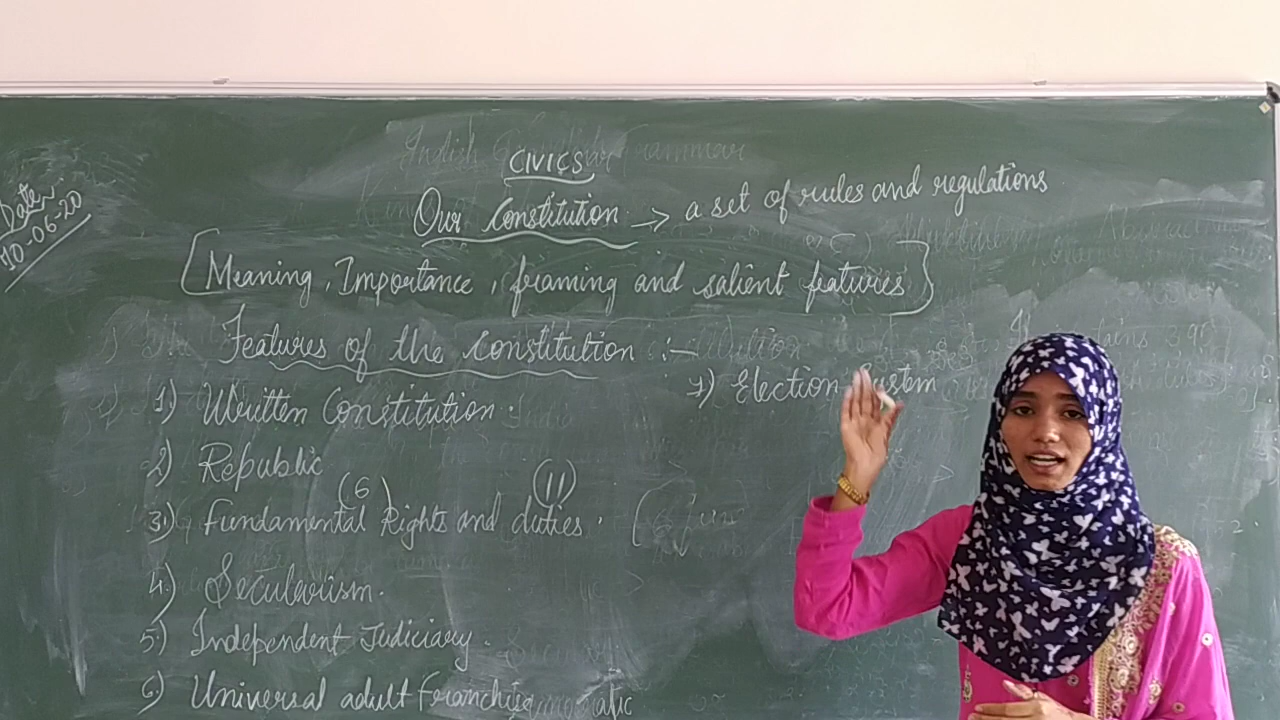 Date:
10-06-20
CIVICS
Our Constitution → a set of rules and regulations
[Meaning, Importance, framing and salient features]
Features of the Constitution :-
1) Written Constitution.
2) Republic
(6) (11)
3) Fundamental Rights and duties.
4) Secularism.
5) Independent Judiciary.
6) Universal adult Franchise
7) Election System